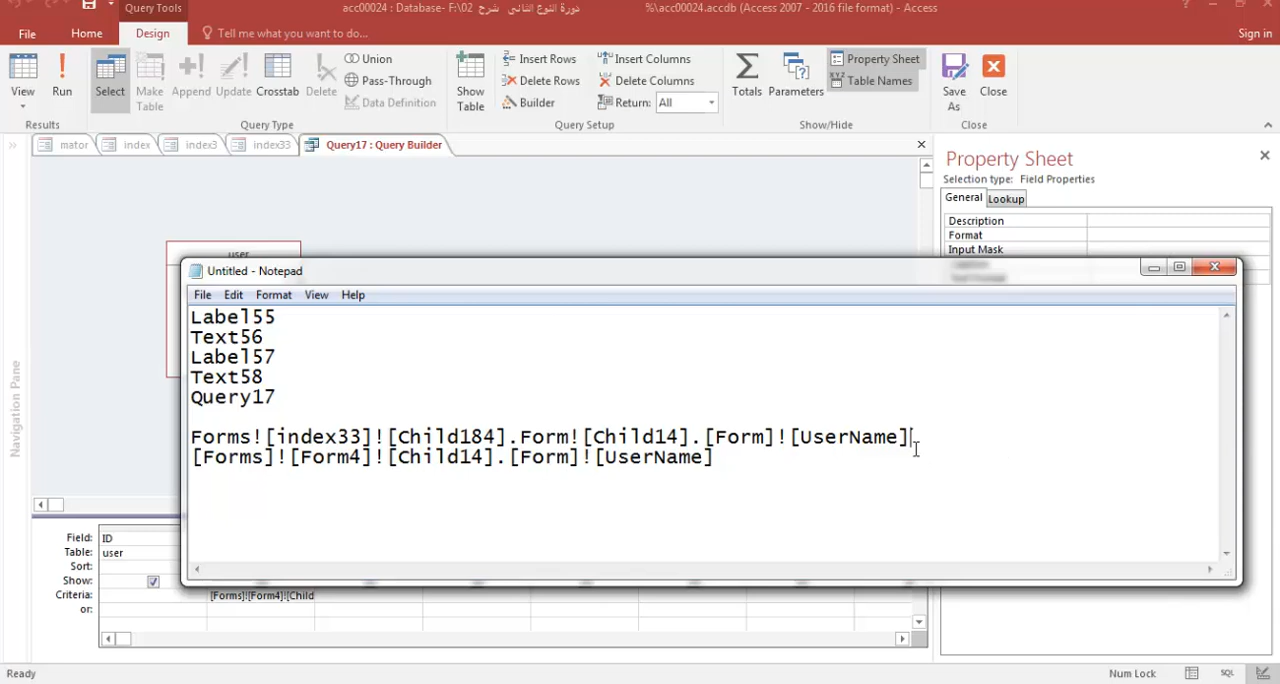 Query Tools
acc00024 : Database- F:\02 دورة النوع الثاني شرح %\acc00024.accdb (Access 2007 - 2016 file format) - Access
File
Home
Design
Tell me what you want to do...
Sign in
View
Run
Results
Select
Make Table
Append
Update
Crosstab
Delete
Union
Pass-Through
Data Definition
Query Type
Show Table
Insert Rows
Delete Rows
Builder
Insert Columns
Delete Columns
Return: All
Query Setup
Totals
Parameters
Property Sheet
Table Names
Show/Hide
Save As
Close
Close
mator
index
index3
index33
Query17 : Query Builder
Property Sheet
Selection type: Field Properties
General
Lookup
Description
Format
Input Mask
user
Untitled - Notepad
File Edit Format View Help
Label55
Text56
Label57
Text58
Query17
Forms![index33]![Child184].Form![Child14].[Form]![UserName]
[Forms]![Form4]![Child14].[Form]![UserName]
Navigation Pane
Field: ID
Table: user
Sort:
Show:
Criteria: [Forms]![Form4]![Child
or:
Ready
Num Lock
SQL